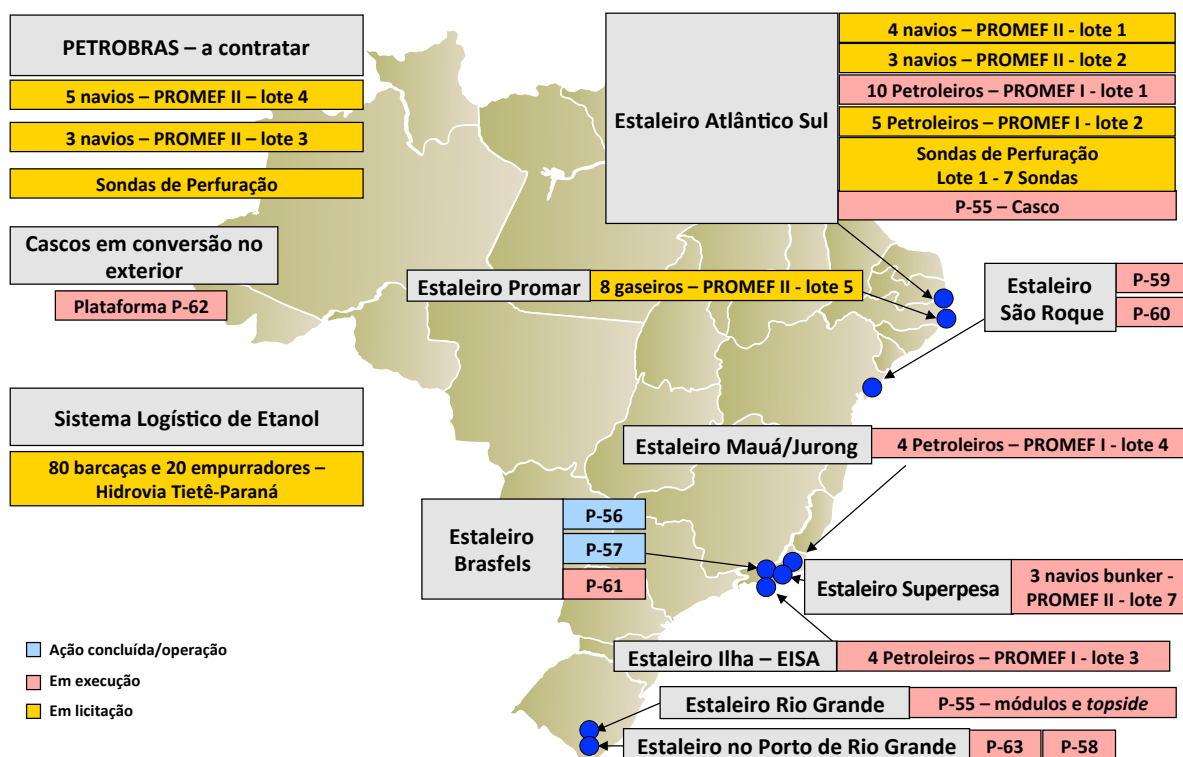 PETROBRAS – a contratar
5 navios – PROMEF II – lote 4
3 navios – PROMEF II – lote 3
Sondas de Perfuração
Cascos em conversão no
exterior
Plataforma P-62
Sistema Logístico de Etanol
80 barcaças e 20 empurradores –
Hidrovia Tietê-Paraná
Estaleiro Atlântico Sul
4 navios – PROMEF II - lote 1
3 navios – PROMEF II - lote 2
10 Petroleiros – PROMEF I - lote 1
5 Petroleiros – PROMEF I - lote 2
Sondas de Perfuração
Lote 1 - 7 Sondas
P-55 – Casco
Estaleiro Promar
8 gaseiros – PROMEF II - lote 5
Estaleiro
São Roque
P-59
P-60
Estaleiro Mauá/Jurong
4 Petroleiros – PROMEF I - lote 4
Estaleiro
Brasfels
P-56
P-57
P-61
Estaleiro Superpesa
3 navios bunker -
PROMEF II - lote 7
Estaleiro Ilha – EISA
4 Petroleiros – PROMEF I - lote 3
Estaleiro Rio Grande
P-55 – módulos e topside
Estaleiro no Porto de Rio Grande
P-63
P-58
Ação concluída/operação
Em execução
Em licitação